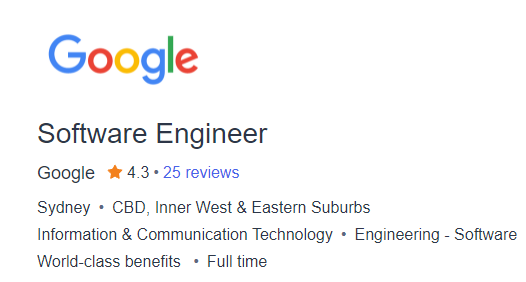 Google
Software Engineer
Google 4.3 • 25 reviews
Sydney • CBD, Inner West & Eastern Suburbs
Information & Communication Technology • Engineering - Software
World-class benefits • Full time